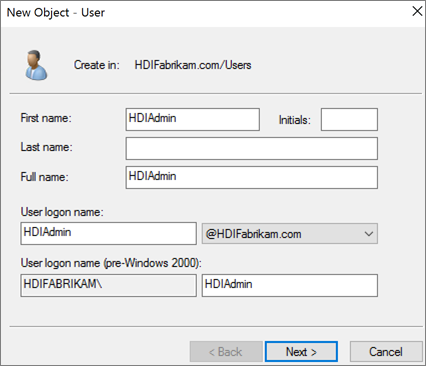 New Object - User
Create in: HDIFabrikam.com/Users
First name: HDIAdmin Initials:
Last name:
Full name: HDIAdmin
User logon name:
HDIAdmin @HDIFabrikam.com
User logon name (pre-Windows 2000):
HDIFABRIKAM\ HDIAdmin
< Back Next > Cancel